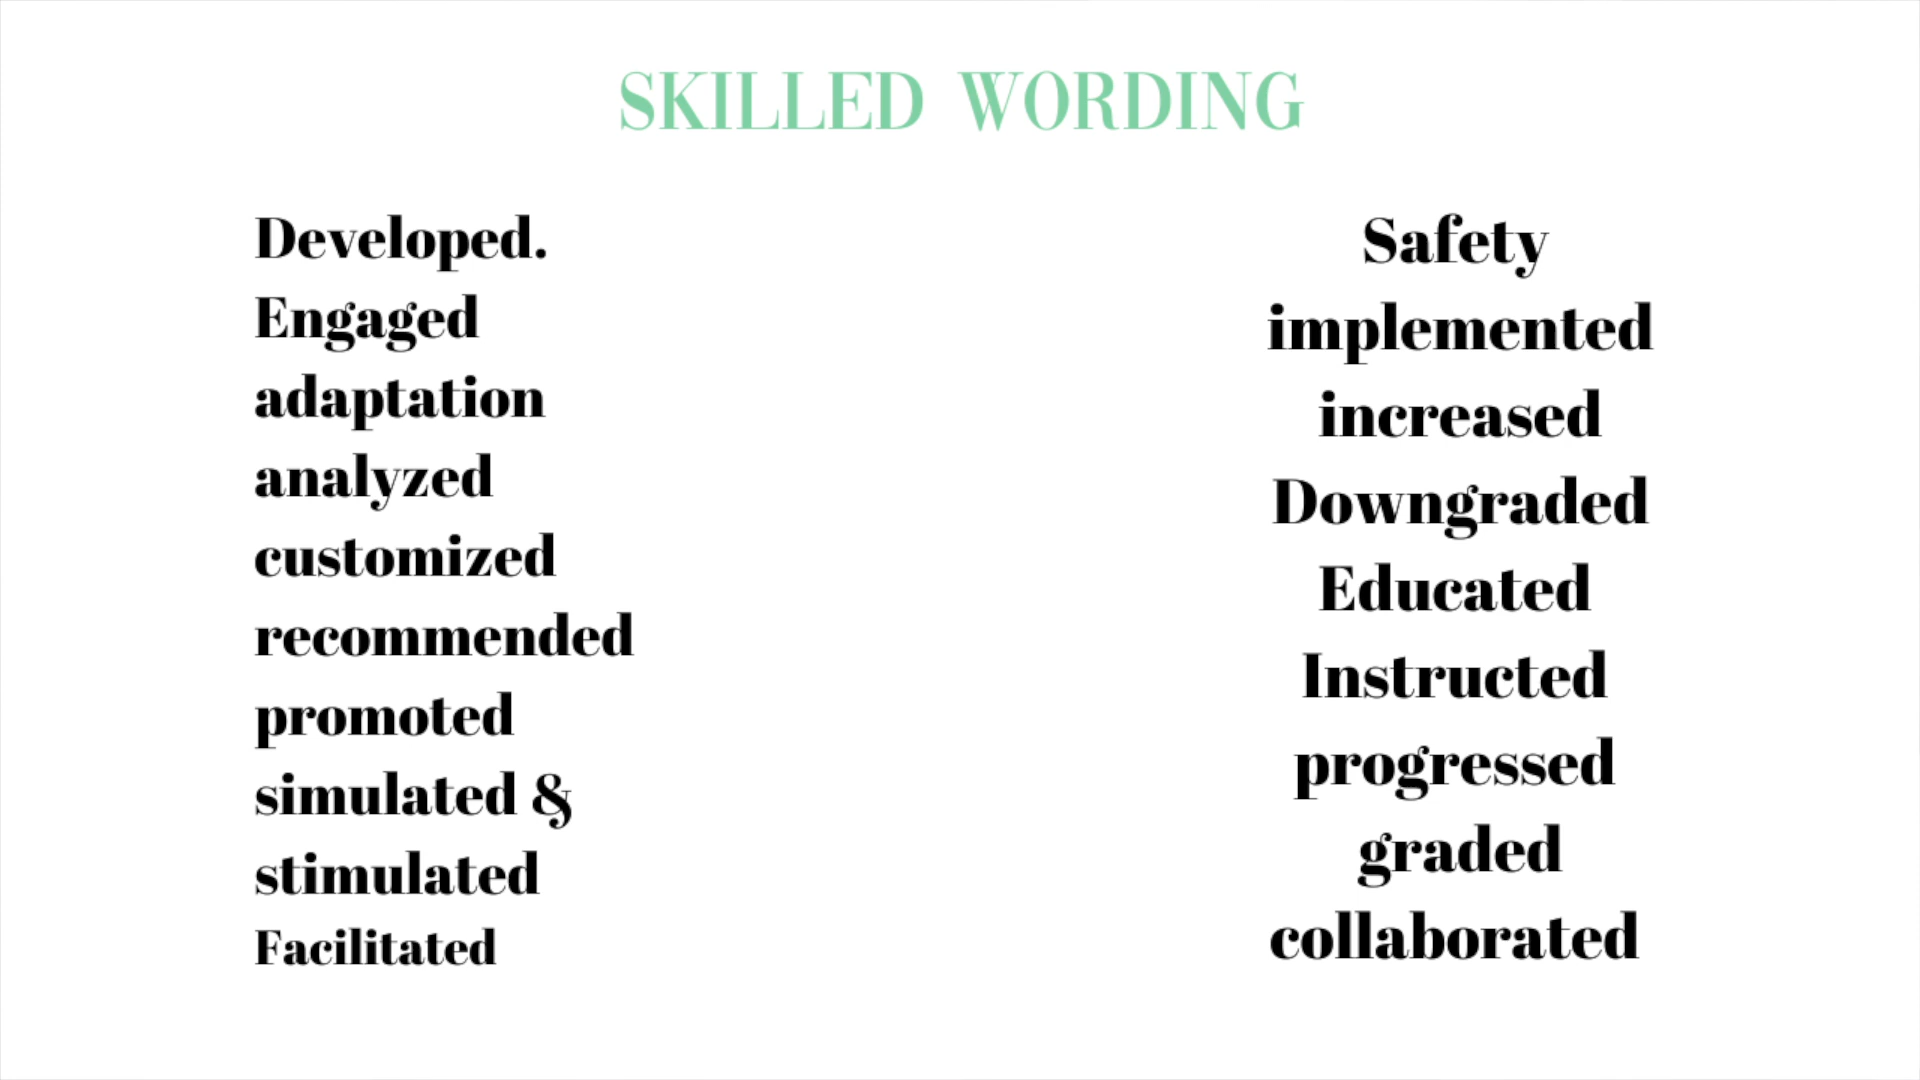 SKILLED WORDING
Developed.
Engaged
adaptation
analyzed
customized
recommended
promoted
simulated &
stimulated
Facilitated
Safety
implemented
increased
Downgraded
Educated
Instructed
progressed
graded
collaborated